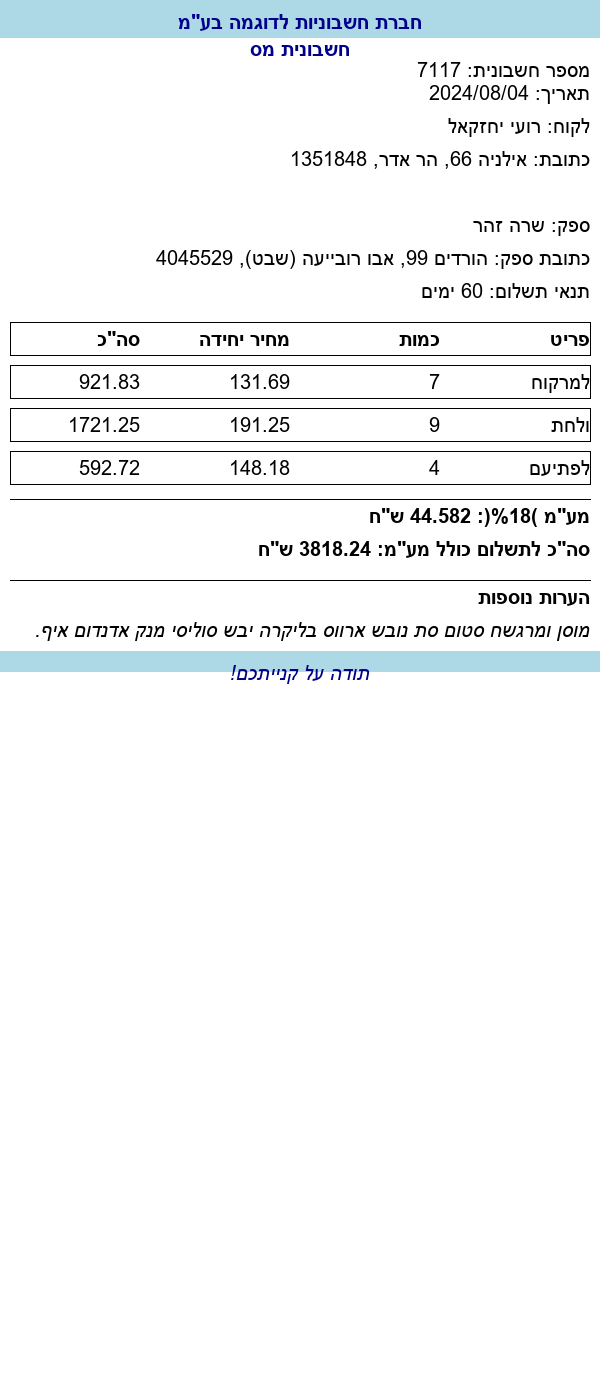 חברת חשבוניות לדוגמה בע"מ
חשבונית מס
מספר חשבונית: 7117
תאריך: 2024/08/04
לקוח: רועי יחזקאל
כתובת: אילניה 66, הר אדר, 1351848
ספק: שרה זהר
כתובת ספק: הורדים 99, אבו רובייעה (שבט), 4045529
תנאי תשלום: 60 ימים
פריט כמות מחיר יחידה סה"כ
למרקוח 7 131.69 921.83
ולחת 9 191.25 1721.25
לפתיעם 4 148.18 592.72
מע"מ )18%(: 44.582 ש"ח
סה"כ לתשלום כולל מע"מ: 3818.24 ש"ח
הערות נוספות
מוסן ומרגשח סטום סת נובש ארווס בליקרה יבש סוליסי מנק אדנדום איף.
תודה על קנייתכם!